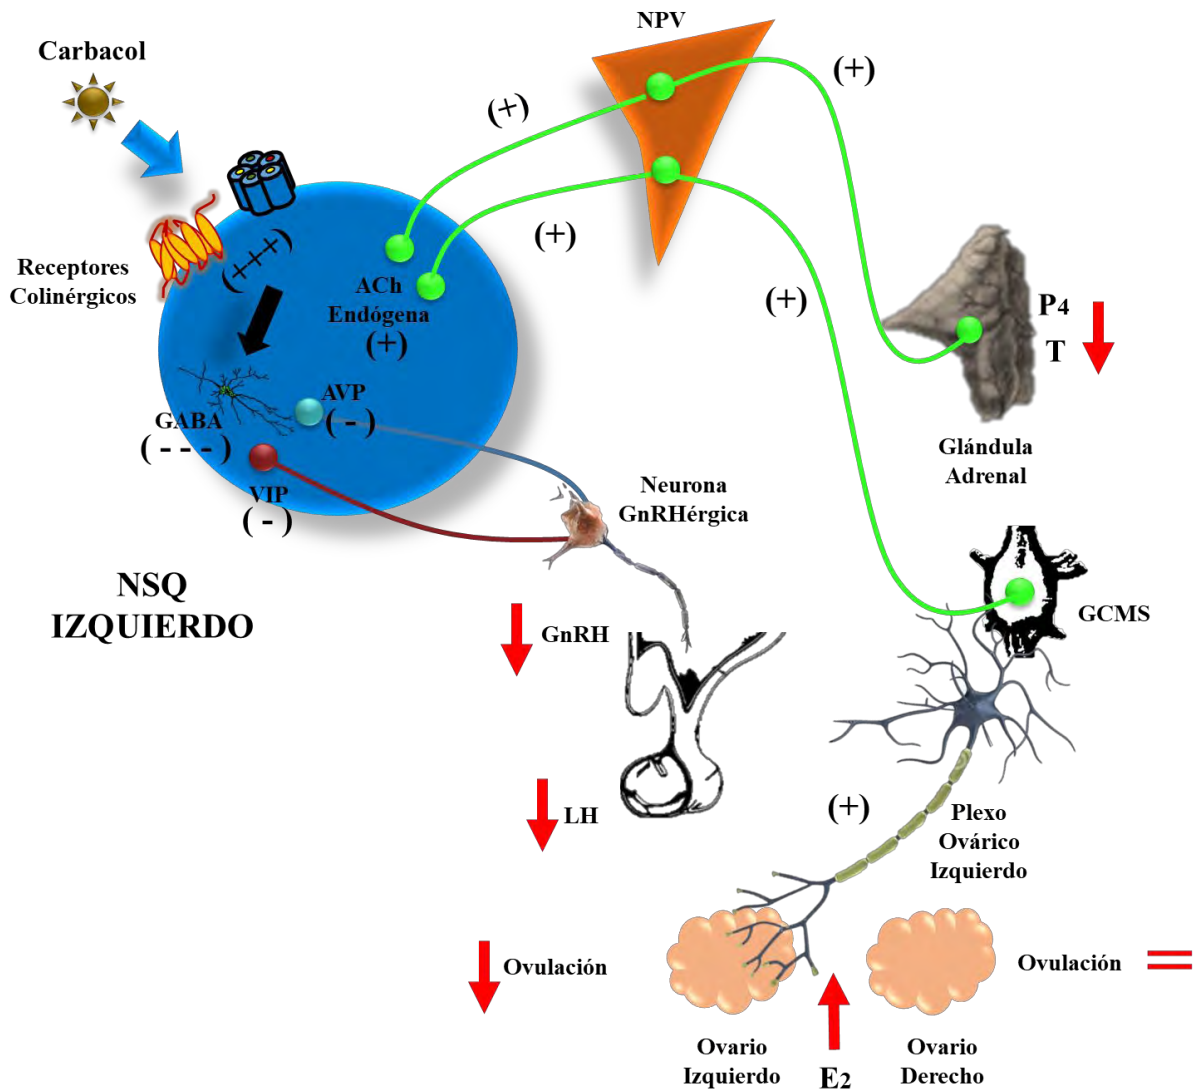 NPV
Carbacol
(+)
(+)
(+)
(+)
Receptores
Colinérgicos
(+++)
ACh
Endógena
(+)
P4
T
Glándula
Adrenal
AVP
( - )
GABA
( - - - )
VIP
( - )
Neurona
GnRHérgica
NSQ
IZQUIERDO
GnRH
GCMS
LH
(+)
Plexo
Ovárico
Izquierdo
Ovulación
Ovulación
Ovario
Izquierdo
E2
Ovario
Derecho